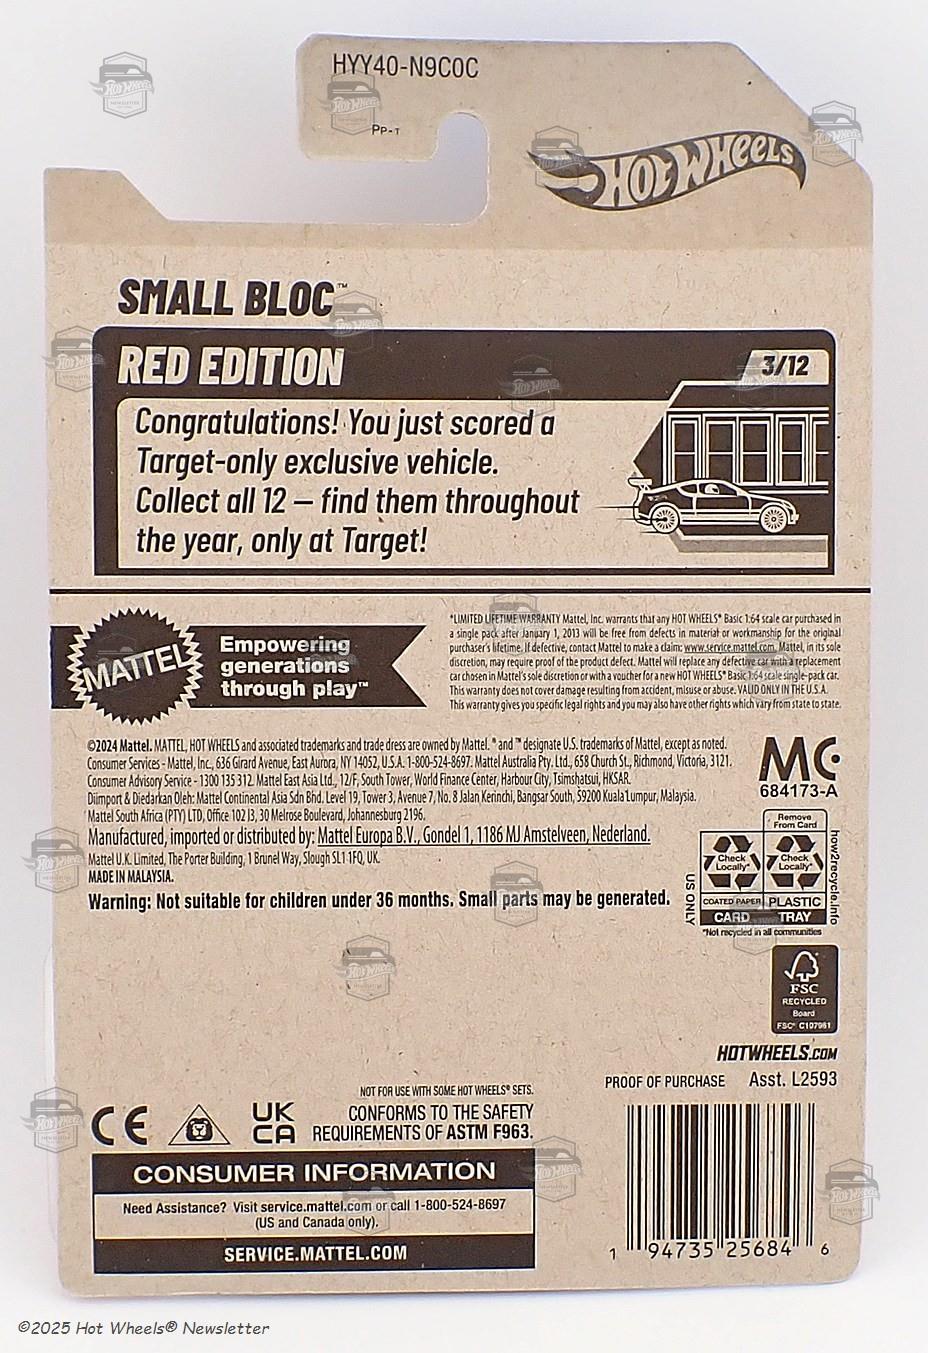 HYY40-N9C0C
PP-T
HOT WHEELS
SMALL BLOC™
RED EDITION
3/12
Congratulations! You just scored a
Target-only exclusive vehicle.
Collect all 12 – find them throughout
the year, only at Target!
MATTEL
Empowering
generations
through play™
*LIMITED LIFETIME WARRANTY Mattel, Inc. warrants that any HOT WHEELS® Basic 1:64 scale car purchased in
a single pack after January 1, 2013 will be free from defects in material or workmanship for the original
purchaser's lifetime. If defective, contact Mattel to make a claim: www.service.mattel.com. Mattel, in its sole
discretion, may require proof of the product defect. Mattel will replace any defective car with a replacement
car chosen in Mattel's sole discretion or with a voucher for a new HOT WHEELS® Basic 1:64 scale single-pack car.
This warranty does not cover damage resulting from accident, misuse or abuse. VALID ONLY IN THE U.S.A.
This warranty gives you specific legal rights and you may also have other rights which vary from state to state.
©2024 Mattel. MATTEL, HOT WHEELS and associated trademarks and trade dress are owned by Mattel. ® and ™ designate U.S. trademarks of Mattel, except as noted.
Consumer Services - Mattel, Inc., 636 Girard Avenue, East Aurora, NY 14052, U.S.A. 1-800-524-8697. Mattel Australia Pty. Ltd., 658 Church St., Richmond, Victoria, 3121.
Consumer Advisory Service - 1300 135 312. Mattel East Asia Ltd., 12/F, South Tower, World Finance Center, Harbour City, Tsimshatsui, HKSAR.
Diimport & Diedarkan Oleh: Mattel Continental Asia Sdn Bhd. Level 19, Tower 3, Avenue 7, No. 8 Jalan Kerinchi, Bangsar South, 59200 Kuala Lumpur, Malaysia.
Mattel South Africa (PTY) LTD, Office 102 I3, 30 Melrose Boulevard, Johannesburg 2196.
Manufactured, imported or distributed by: Mattel Europa B.V., Gondel 1, 1186 MJ Amstelveen, Nederland.
Mattel U.K. Limited, The Porter Building, 1 Brunel Way, Slough SL1 1FQ, UK.
MADE IN MALAYSIA.
Warning: Not suitable for children under 36 months. Small parts may be generated.
MC
684173-A
Remove
From Card
Check
Locally*
Check
Locally*
COATED PAPER
CARD
PLASTIC
TRAY
US ONLY
how2recycle.info
*Not recycled in all communities
FSC
RECYCLED
Board
FSC® C107981
HOTWHEELS.COM
PROOF OF PURCHASE Asst. L2593
NOT FOR USE WITH SOME HOT WHEELS® SETS.
CONFORMS TO THE SAFETY
REQUIREMENTS OF ASTM F963.
CE
UK
CA
CONSUMER INFORMATION
Need Assistance? Visit service.mattel.com or call 1-800-524-8697
(US and Canada only).
SERVICE.MATTEL.COM
1 94735 25684 6
©2025 Hot Wheels® Newsletter